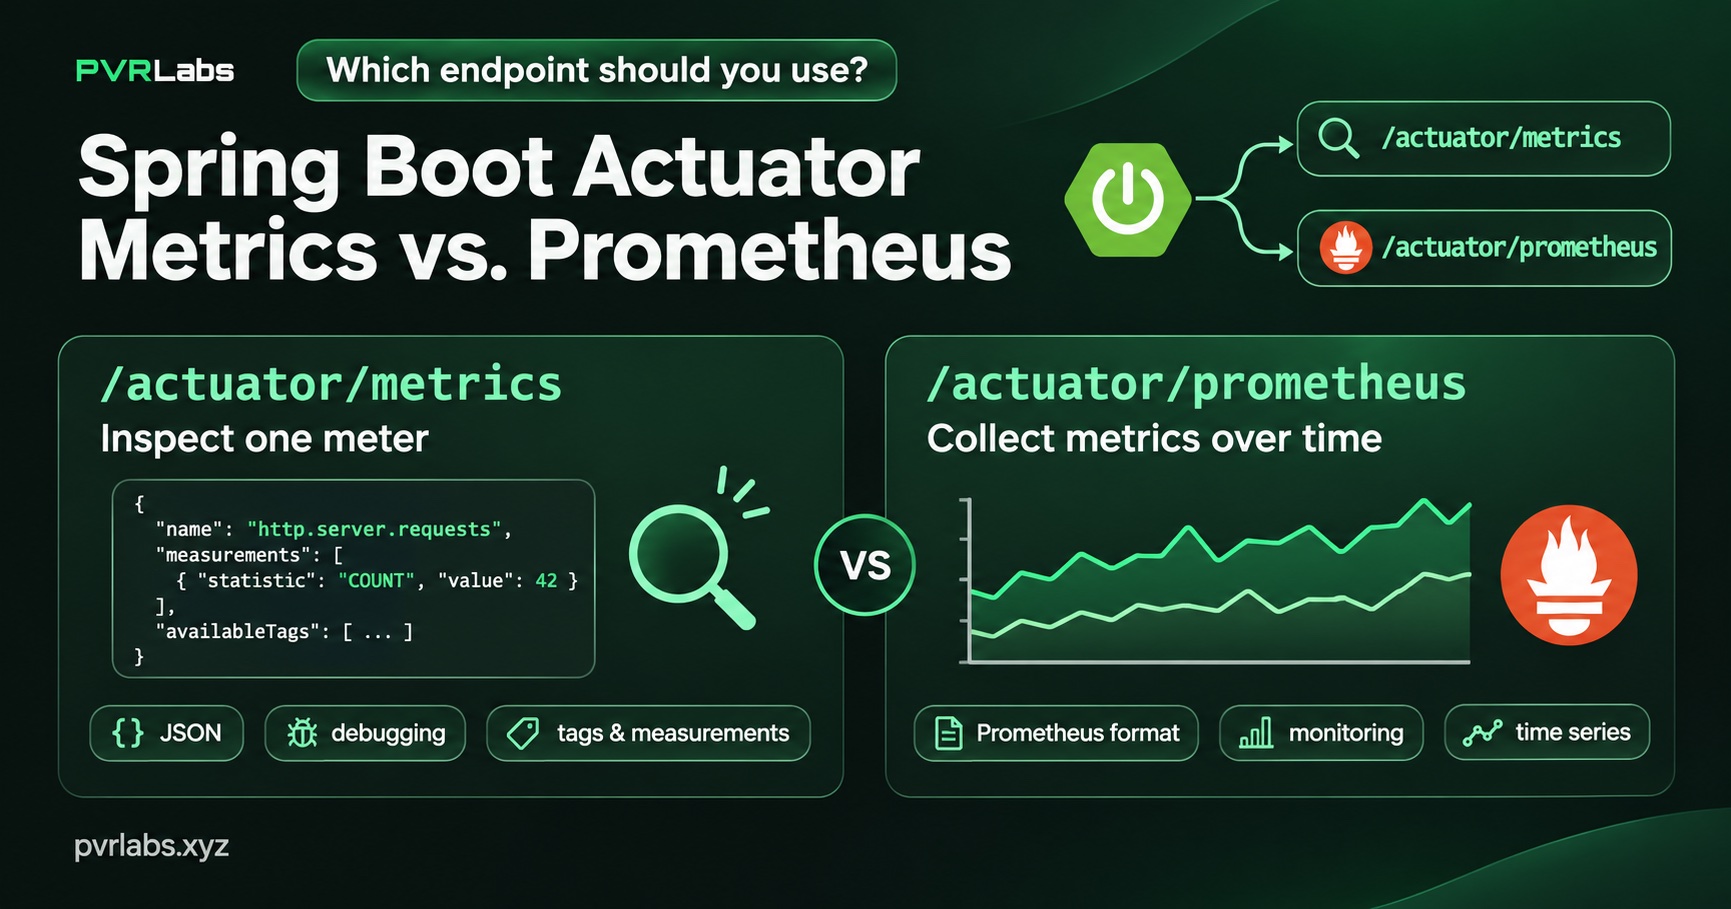 PVRLabs
Which endpoint should you use?
Spring Boot Actuator
Metrics vs. Prometheus
/actuator/metrics
/actuator/prometheus
/actuator/metrics
Inspect one meter
{
"name": "http.server.requests",
"measurements": [
{ "statistic": "COUNT", "value": 42 }
],
"availableTags": [ ... ]
}
{} JSON
debugging
tags & measurements
VS
/actuator/prometheus
Collect metrics over time
Prometheus format
monitoring
time series
pvrlabs.xyz